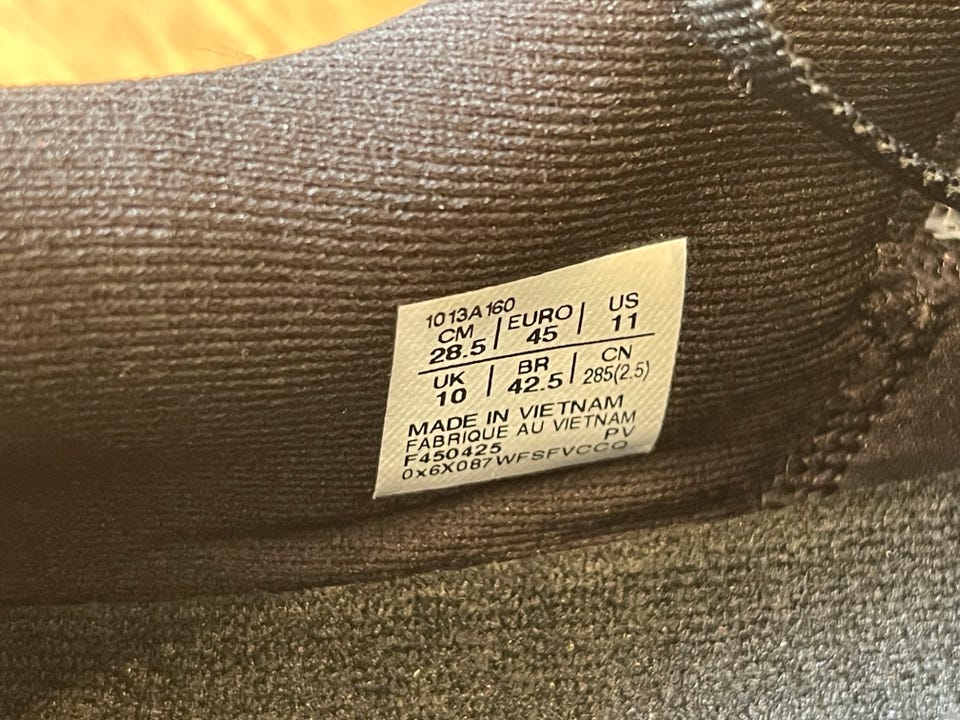 1013A160
CM | EURO | US
28.5 | 45 | 11
UK | BR | CN
10 | 42.5 | 285(2.5)
MADE IN VIETNAM
FABRIQUE AU VIETNAM
F450425 PV
0x6X087WFSFVCCQ